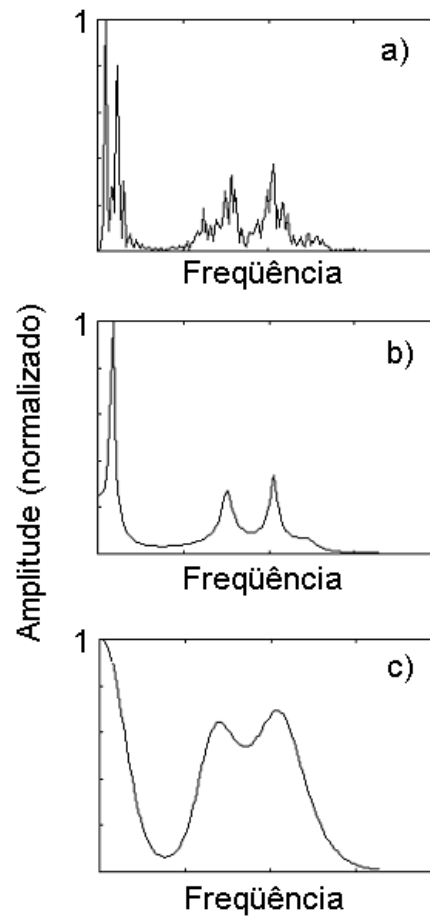 1
a)
Freqüência
1
b)
Freqüência
Amplitude (normalizado)
1
c)
Freqüência